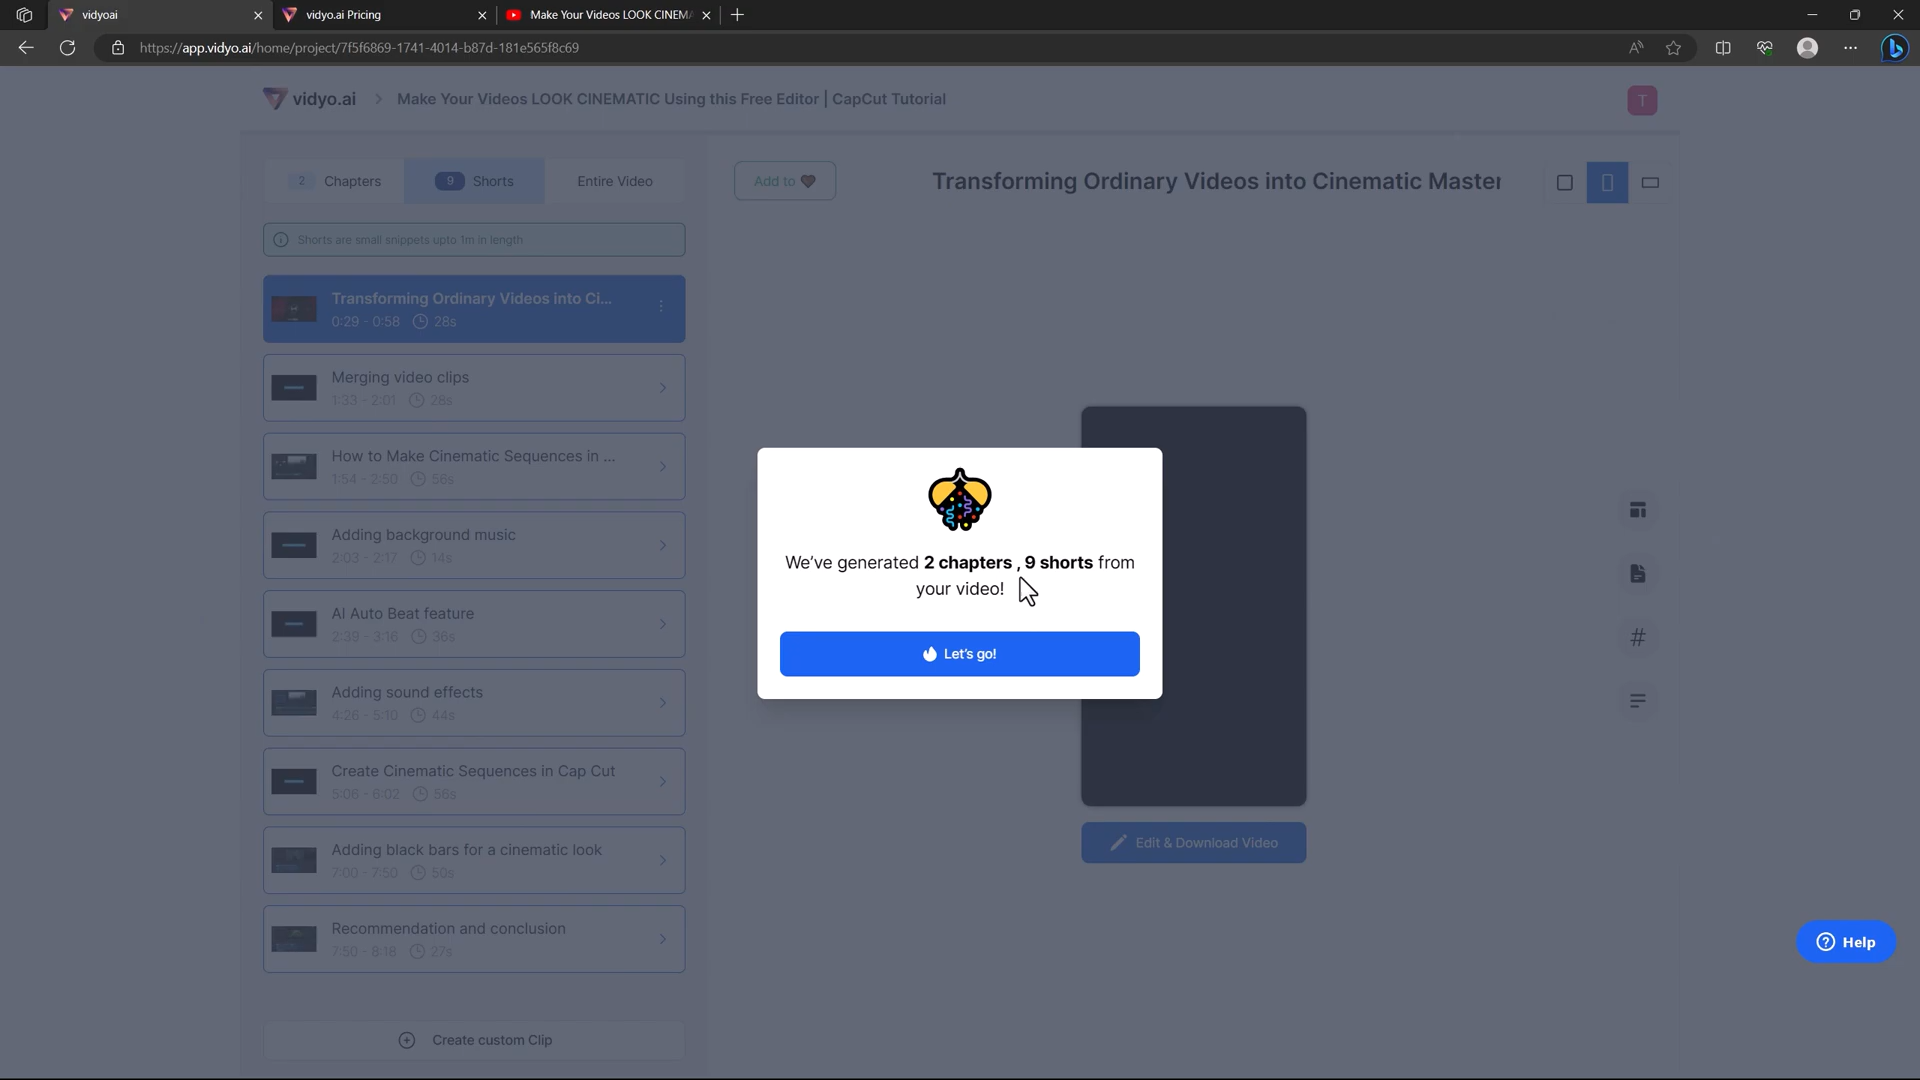 vidyoai
vidyo.ai Pricing
Make Your Videos LOOK CINEM
https://app.vidyo.ai/home/project/7f5f6869-1741-4014-b87d-181e565f8c69
vidyo.ai > Make Your Videos LOOK CINEMATIC Using this Free Editor | CapCut Tutorial
T
2 Chapters
9 Shorts
Entire Video
Add to
Transforming Ordinary Videos into Cinematic Master
Shorts are small snippets upto 1m in length
Transforming Ordinary Videos into Ci...
0:29 - 0:58 28s
Merging video clips
1:33 - 2:01 28s
How to Make Cinematic Sequences in ...
1:54 - 2:50 56s
Adding background music
2:03 - 2:17 14s
AI Auto Beat feature
2:39 - 3:16 36s
Adding sound effects
4:26 - 5:10 44s
Create Cinematic Sequences in Cap Cut
5:06 - 6:02 56s
Adding black bars for a cinematic look
7:00 - 7:50 50s
Recommendation and conclusion
7:50 - 8:18 27s
Create custom Clip
We've generated 2 chapters , 9 shorts from
your video!
Let's go!
Edit & Download Video
#
Help